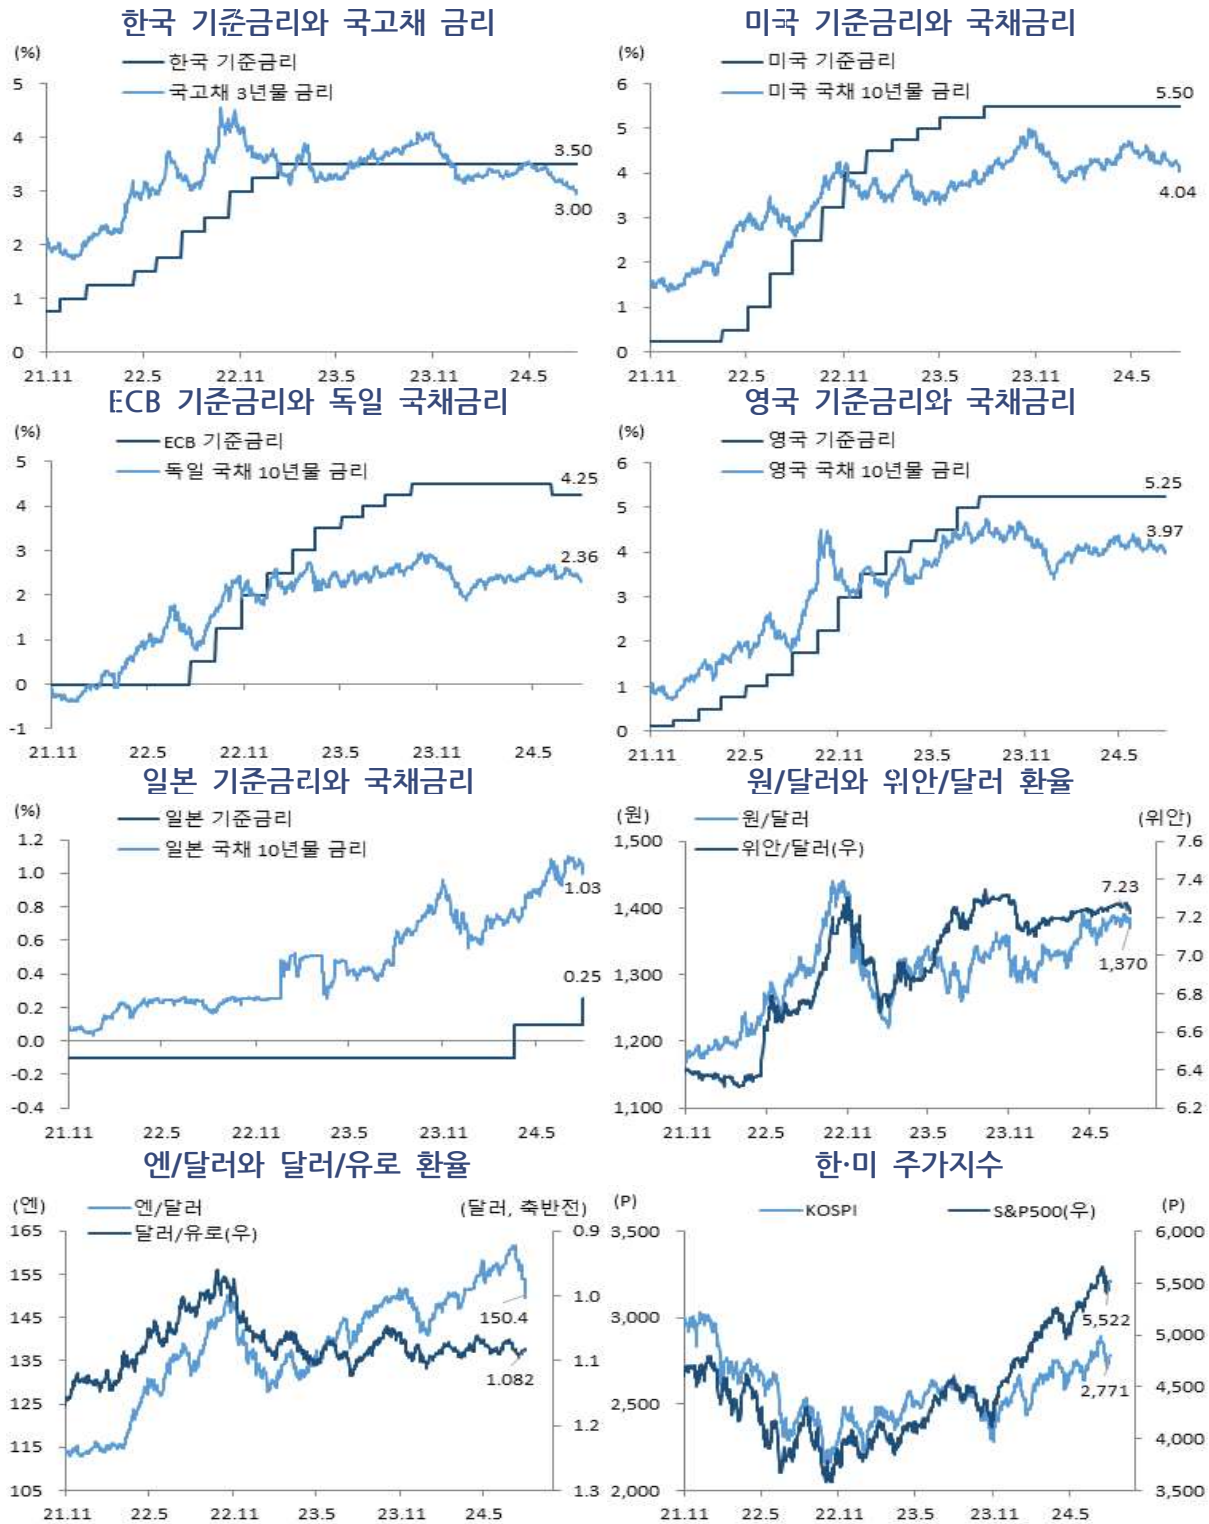 한국 기준금리와 국고채 금리
(%)
한국 기준금리
국고채 3년물 금리
5
4
3
2
1
0
3.50
3.00
21.11 22.5 22.11 23.5 23.11 24.5
미국 기준금리와 국채금리
(%)
미국 기준금리
미국 국채 10년물 금리
6
5
4
3
2
1
0
5.50
4.04
21.11 22.5 22.11 23.5 23.11 24.5
ECB 기준금리와 독일 국채금리
(%)
ECB 기준금리
독일 국채 10년물 금리
5
4
3
2
1
0
-1
4.25
2.36
21.11 22.5 22.11 23.5 23.11 24.5
영국 기준금리와 국채금리
(%)
영국 기준금리
영국 국채 10년물 금리
6
5
4
3
2
1
0
5.25
3.97
21.11 22.5 22.11 23.5 23.11 24.5
일본 기준금리와 국채금리
(%)
일본 기준금리
일본 국채 10년물 금리
1.2
1.0
0.8
0.6
0.4
0.2
0.0
-0.2
-0.4
1.03
0.25
21.11 22.5 22.11 23.5 23.11 24.5
원/달러와 위안/달러 환율
(원)
원/달러
위안/달러(우)
(위안)
1,500
1,400
1,300
1,200
1,100
7.6
7.4
7.2
7.0
6.8
6.6
6.4
6.2
7.23
1,370
21.11 22.5 22.11 23.5 23.11 24.5
엔/달러와 달러/유로 환율
(엔)
엔/달러
달러/유로(우)
(달러, 축반전)
165
155
145
135
125
115
105
0.9
1.0
1.1
1.2
1.3
150.4
1.082
21.11 22.5 22.11 23.5 23.11 24.5
한·미 주가지수
(P)
KOSPI
S&P500(우)
(P)
3,500
3,000
2,500
2,000
6,000
5,500
5,000
4,500
4,000
3,500
5,522
2,771
21.11 22.5 22.11 23.5 23.11 24.5